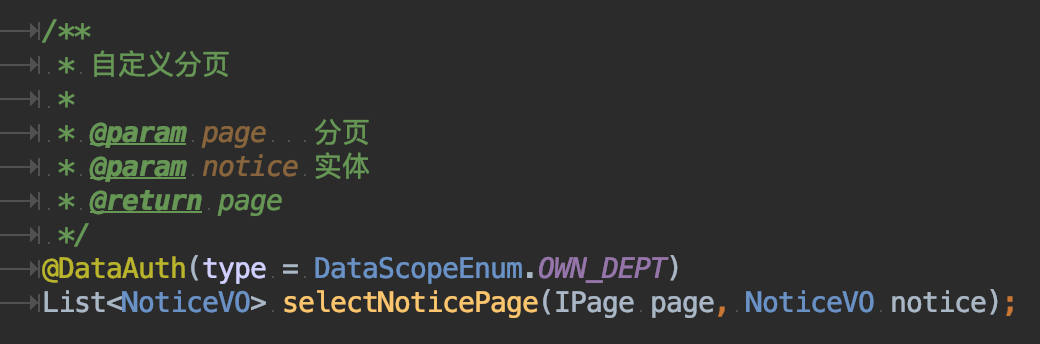 /**
 * 自定义分页
 *
 * @param page   分页
 * @param notice 实体
 * @return page
 */
@DataAuth(type = DataScopeEnum.OWN_DEPT)
List<NoticeVO> selectNoticePage(IPage page, NoticeVO notice);